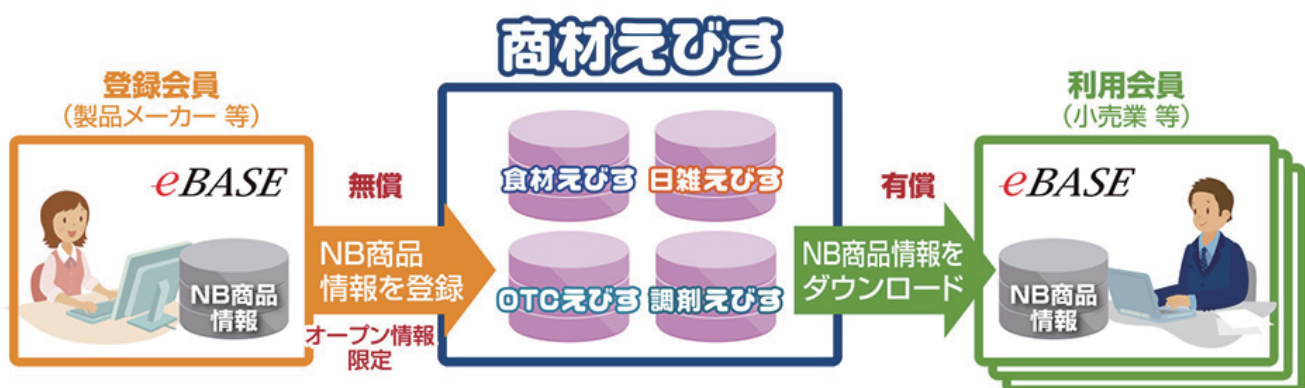 商材えびす
登録会員
（製品メーカー 等）
eBASE
NB商品
情報
無償
NB商品
情報を登録
オープン情報
限定
食材えびす
日雑えびす
OTCえびす
調剤えびす
有償
NB商品情報を
ダウンロード
利用会員
（小売業 等）
eBASE
NB商品
情報